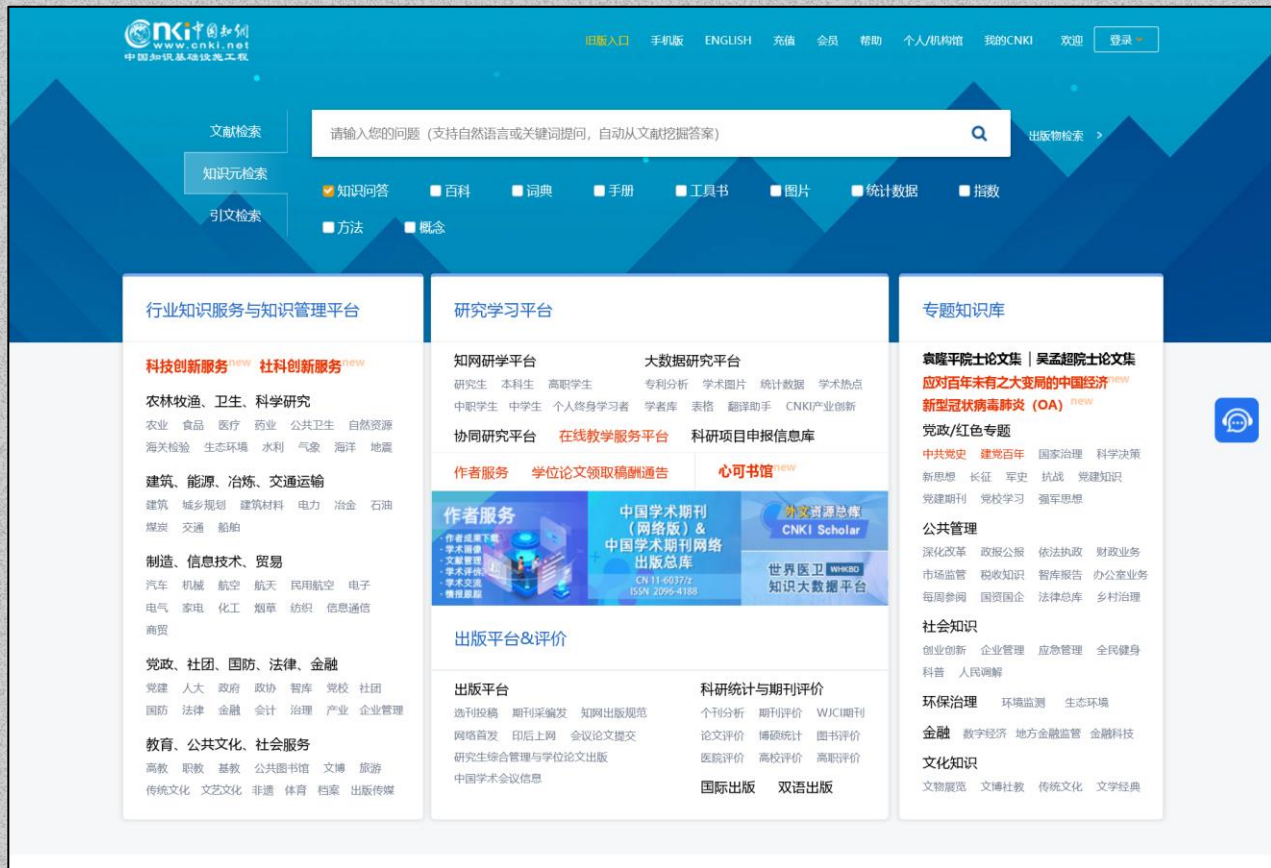 Cnki中国知网
www.cnki.net
中国知识基础设施工程
旧版入口 手机版 ENGLISH 充值 会员 帮助 个人/机构馆 我的CNKI 欢迎 登录
文献检索
知识元检索
引文检索
请输入您的问题（支持自然语言或关键词提问，自动从文献挖掘答案）
出版物检索 >
知识问答 百科 词典 手册 工具书 图片 统计数据 指数
方法 概念
行业知识服务与知识管理平台
科技创新服务new 社科创新服务new
农林牧渔、卫生、科学研究
农业 食品 医疗 药业 公共卫生 自然资源
海关检验 生态环境 水利 气象 海洋 地震
建筑、能源、冶炼、交通运输
建筑 城乡规划 建筑材料 电力 冶金 石油
煤炭 交通 船舶
制造、信息技术、贸易
汽车 机械 航空 航天 民用航空 电子
电气 家电 化工 烟草 纺织 信息通信
商贸
党政、社团、国防、法律、金融
党建 人大 政府 政协 智库 党校 社团
国防 法律 金融 会计 治理 产业 企业管理
教育、公共文化、社会服务
高教 职教 基教 公共图书馆 文博 旅游
传统文化 文艺文化 非遗 体育 档案 出版传媒
研究学习平台
知网研学平台 大数据研究平台
研究生 本科生 高职学生 专利分析 学术图片 统计数据 学术热点
中职学生 中学生 个人终身学习者 学者库 表格 翻译助手 CNKI产业创新
协同研究平台 在线教学服务平台 科研项目申报信息库
作者服务 学位论文领取稿酬通告 心可书馆new
作者服务
·作者成果下载
·学术画像
·文献管理
·学术评价
·学术交流
·情报跟踪
中国学术期刊
（网络版）&
中国学术期刊网络
出版总库
CN 11-6037/z
ISSN 2096-4188
外文资源总库
CNKI Scholar
世界医卫 WHKBD
知识大数据平台
出版平台&评价
出版平台 科研统计与期刊评价
选刊投稿 期刊采编发 知网出版规范 个刊分析 期刊评价 WJCI期刊
网络首发 印后上网 会议论文提交 论文评价 博硕统计 图书评价
研究生综合管理与学位论文出版 医院评价 高校评价 高职评价
中国学术会议信息 国际出版 双语出版
专题知识库
袁隆平院士论文集 | 吴孟超院士论文集
应对百年未有之大变局的中国经济new
新型冠状病毒肺炎（OA）new
党政/红色专题
中共党史 建党百年 国家治理 科学决策
新思想 长征 军史 抗战 党建知识
党建期刊 党校学习 强军思想
公共管理
深化改革 政报公报 依法执政 财政业务
市场监管 税收知识 智库报告 办公室业务
每周参阅 国资国企 法律总库 乡村治理
社会知识
创业创新 企业管理 应急管理 全民健身
科普 人民调解
环保治理 环境监测 生态环境
金融 数字经济 地方金融监管 金融科技
文化知识
文物展览 文博社教 传统文化 文学经典